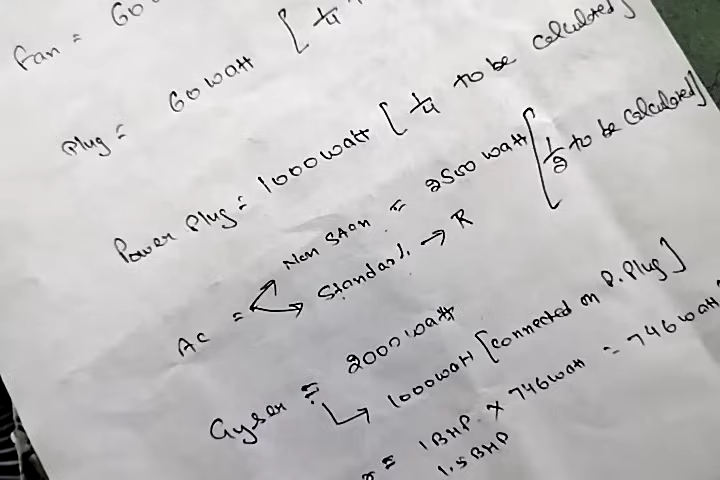 Fan = 60
Plug = 60 watt [ 1/4
Power Plug = 1000 watt [ 1/4 to be calculated]
AC =
Non = 2500 watt [ 1/2 to be calculated]
Standard → R
Gyser = 2000 watt
→ 1000 watt [connected on P. Plug]
= 1 BHP × 746 watt = 746 watt
1.5 BHP